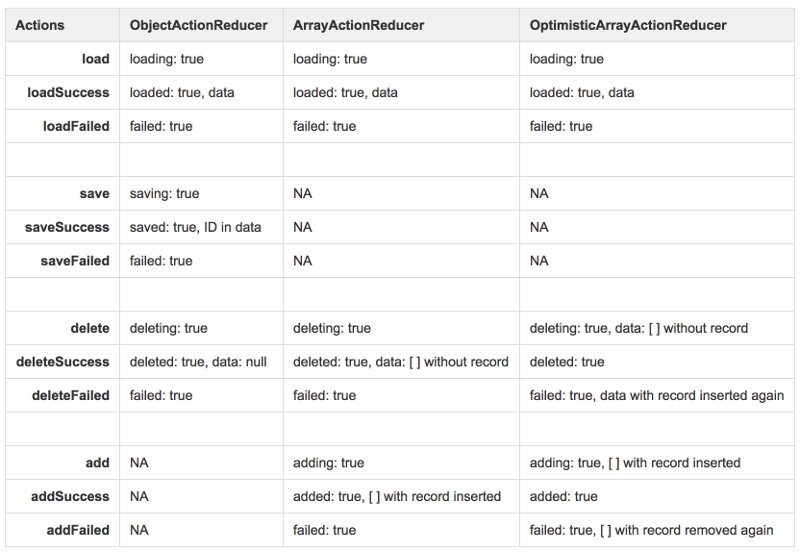 Actions ObjectActionReducer ArrayActionReducer OptimisticArrayActionReducer
load loading: true loading: true loading: true
loadSuccess loaded: true, data loaded: true, data loaded: true, data
loadFailed failed: true failed: true failed: true
save saving: true NA NA
saveSuccess saved: true, ID in data NA NA
saveFailed failed: true NA NA
delete deleting: true deleting: true deleting: true, data: [ ] without record
deleteSuccess deleted: true, data: null deleted: true, data: [ ] without record deleted: true
deleteFailed failed: true failed: true failed: true, data with record inserted again
add NA adding: true adding: true, [ ] with record inserted
addSuccess NA added: true, [ ] with record inserted added: true
addFailed NA failed: true failed: true, [ ] with record removed again